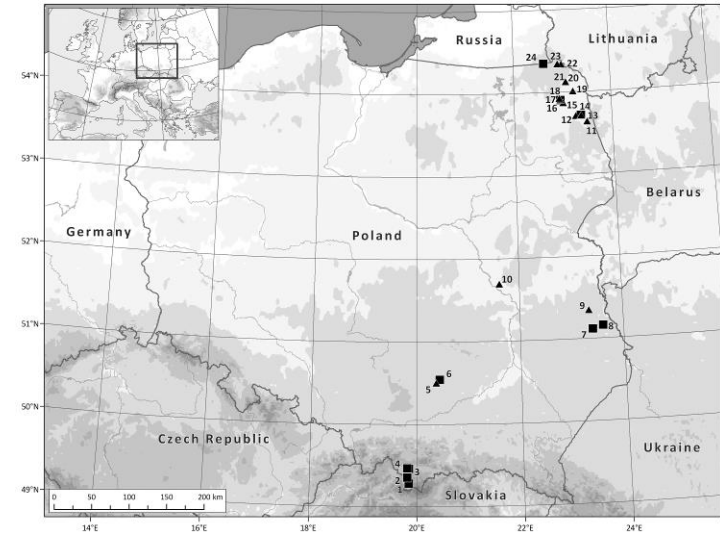 Russia
Lithuania
24
23
22
54°N
21
20
18
19
17
15
14
16
13
12
11
53°N
Belarus
Germany
Poland
52°N
10
9
8
7
51°N
6
5
50°N
Czech Republic
Ukraine
4
3
2
1
Slovakia
49°N
0 50 100 150 200 km
14°E 16°E 18°E 20°E 22°E 24°E